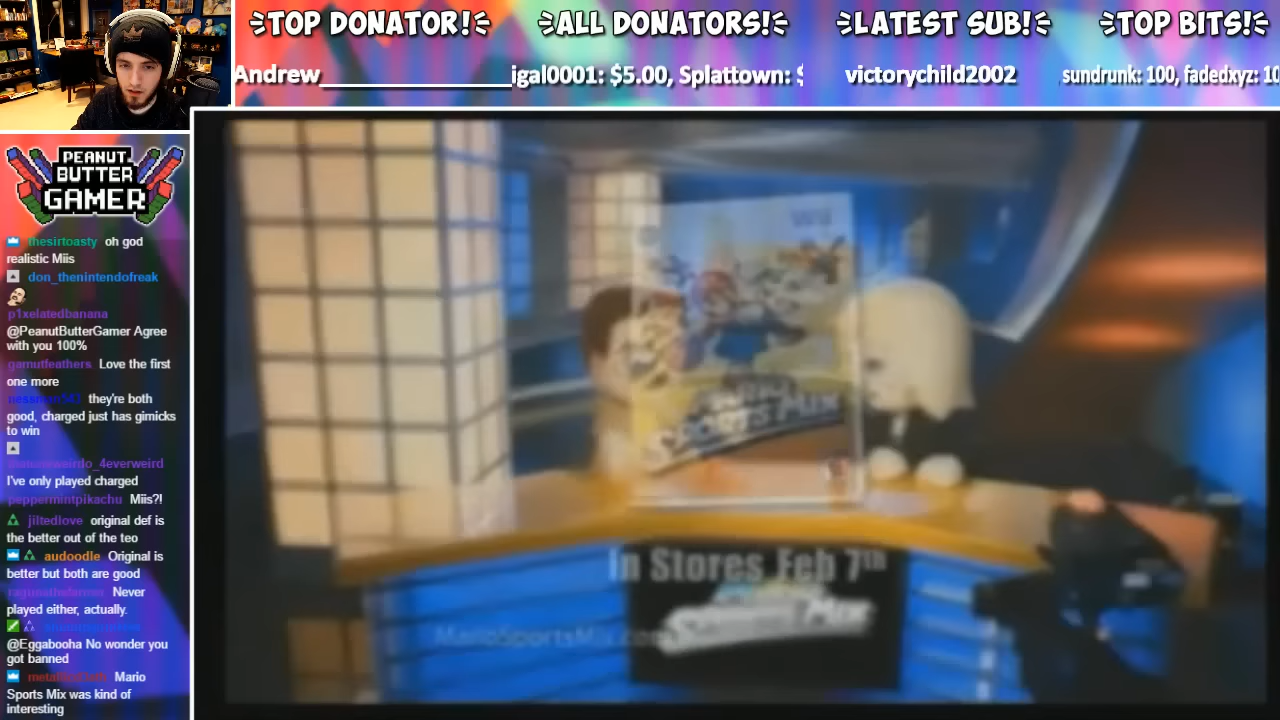 TOP DONATOR!
ALL DONATORS!
LATEST SUB!
TOP BITS!
Andrew
igal0001: $5.00, Splattown: $
victorychild2002
sundrunk: 100, fadedxyz: 10
PEANUT
BUTTER
GAMER
thesirtoasty oh god
realistic Miis
don_thenintendofreak
p1xelatedbanana
@PeanutButterGamer Agree
with you 100%
gamutfeathers Love the first
one more
they're both
good, charged just has gimicks
to win
I've only played charged
peppermintpikachu Miis?!
jiltedlove original def is
the better out of the teo
audoodle Original is
better but both are good
Never
played either, actually.
@Eggabooha No wonder you
got banned
Mario
Sports Mix was kind of
interesting
Wii
SPORTS MIX
In Stores Feb 7th
SPORTS MIX
MarioSportsMix.com